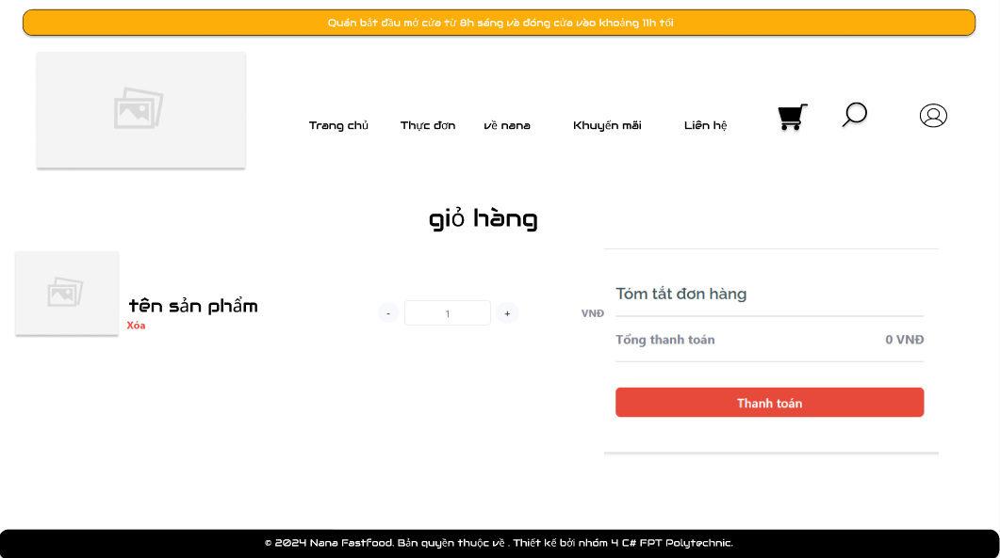 Quán bắt đầu mở cửa từ 8h sáng và đóng cửa vào khoảng 11h tối
Trang chủ Thực đơn về nana Khuyến mãi Liên hệ
giỏ hàng
tên sản phẩm
Xóa
- 1 + VNĐ
Tóm tắt đơn hàng
Tổng thanh toán 0 VNĐ
Thanh toán
© 2024 Nana Fastfood. Bản quyền thuộc về . Thiết kế bởi nhóm 4 C# FPT Polytechnic.